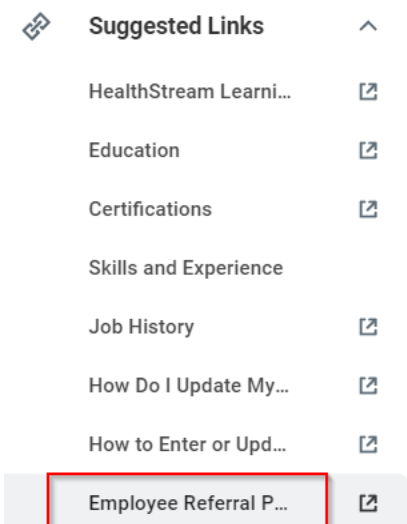 Suggested Links
HealthStream Learni...
Education
Certifications
Skills and Experience
Job History
How Do I Update My...
How to Enter or Upd...
Employee Referral P...